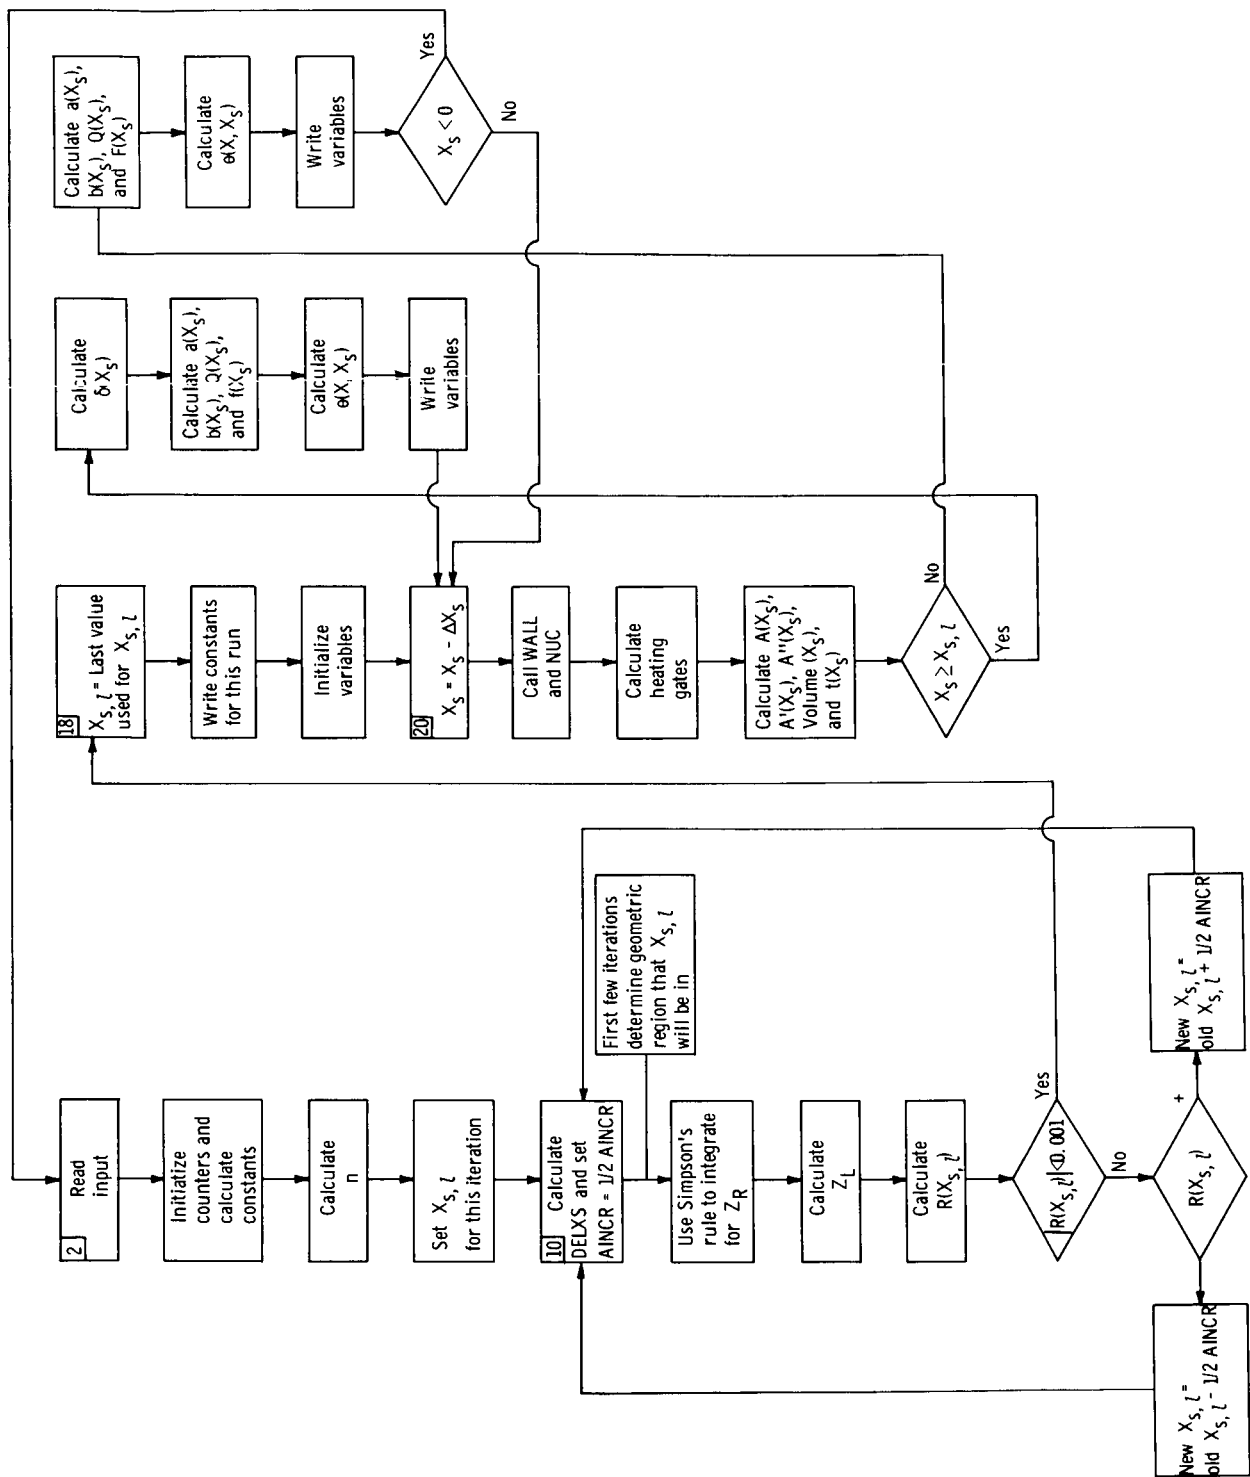 2
Read
input
Initiatize
counters and
calculate
constants
Calculate
n
Set X_s, l
for this iteration
10
Calculate
DELXS and set
AINCR = 1/2 AINCR
First few iterations
determine geometric
region that X_s, l
will be in
Use Simpson's
rule to integrate
for Z_R
Calculate
Z_L
Calculate
R(X_s, l)
|R(X_s, l)|<0.001
Yes
No
R(X_s, l)
+
New X_s, l =
old X_s, l - 1/2 AINCR
New X_s, l =
old X_s, l + 1/2 AINCR
18
X_s, l = Last value
used for X_s, l
Write constants
for this run
Initialize
variables
20
X_s = X_s - ΔX_s
Call WALL
and NUC
Calculate
heating
gates
Calculate A(X_s),
A'(X_s), A''(X_s),
Volume (X_s),
and t(X_s)
X_s ≥ X_s, l
No
Yes
Calculate
δ(X_s)
Calculate a(X_s),
b(X_s), Q(X_s),
and f(X_s)
Calculate
θ(X, X_s)
Write
variables
Calculate a(X_s),
b(X_s), Q(X_s),
and F(X_s)
Calculate
θ(X, X_s)
Write
variables
X_s < 0
Yes
No